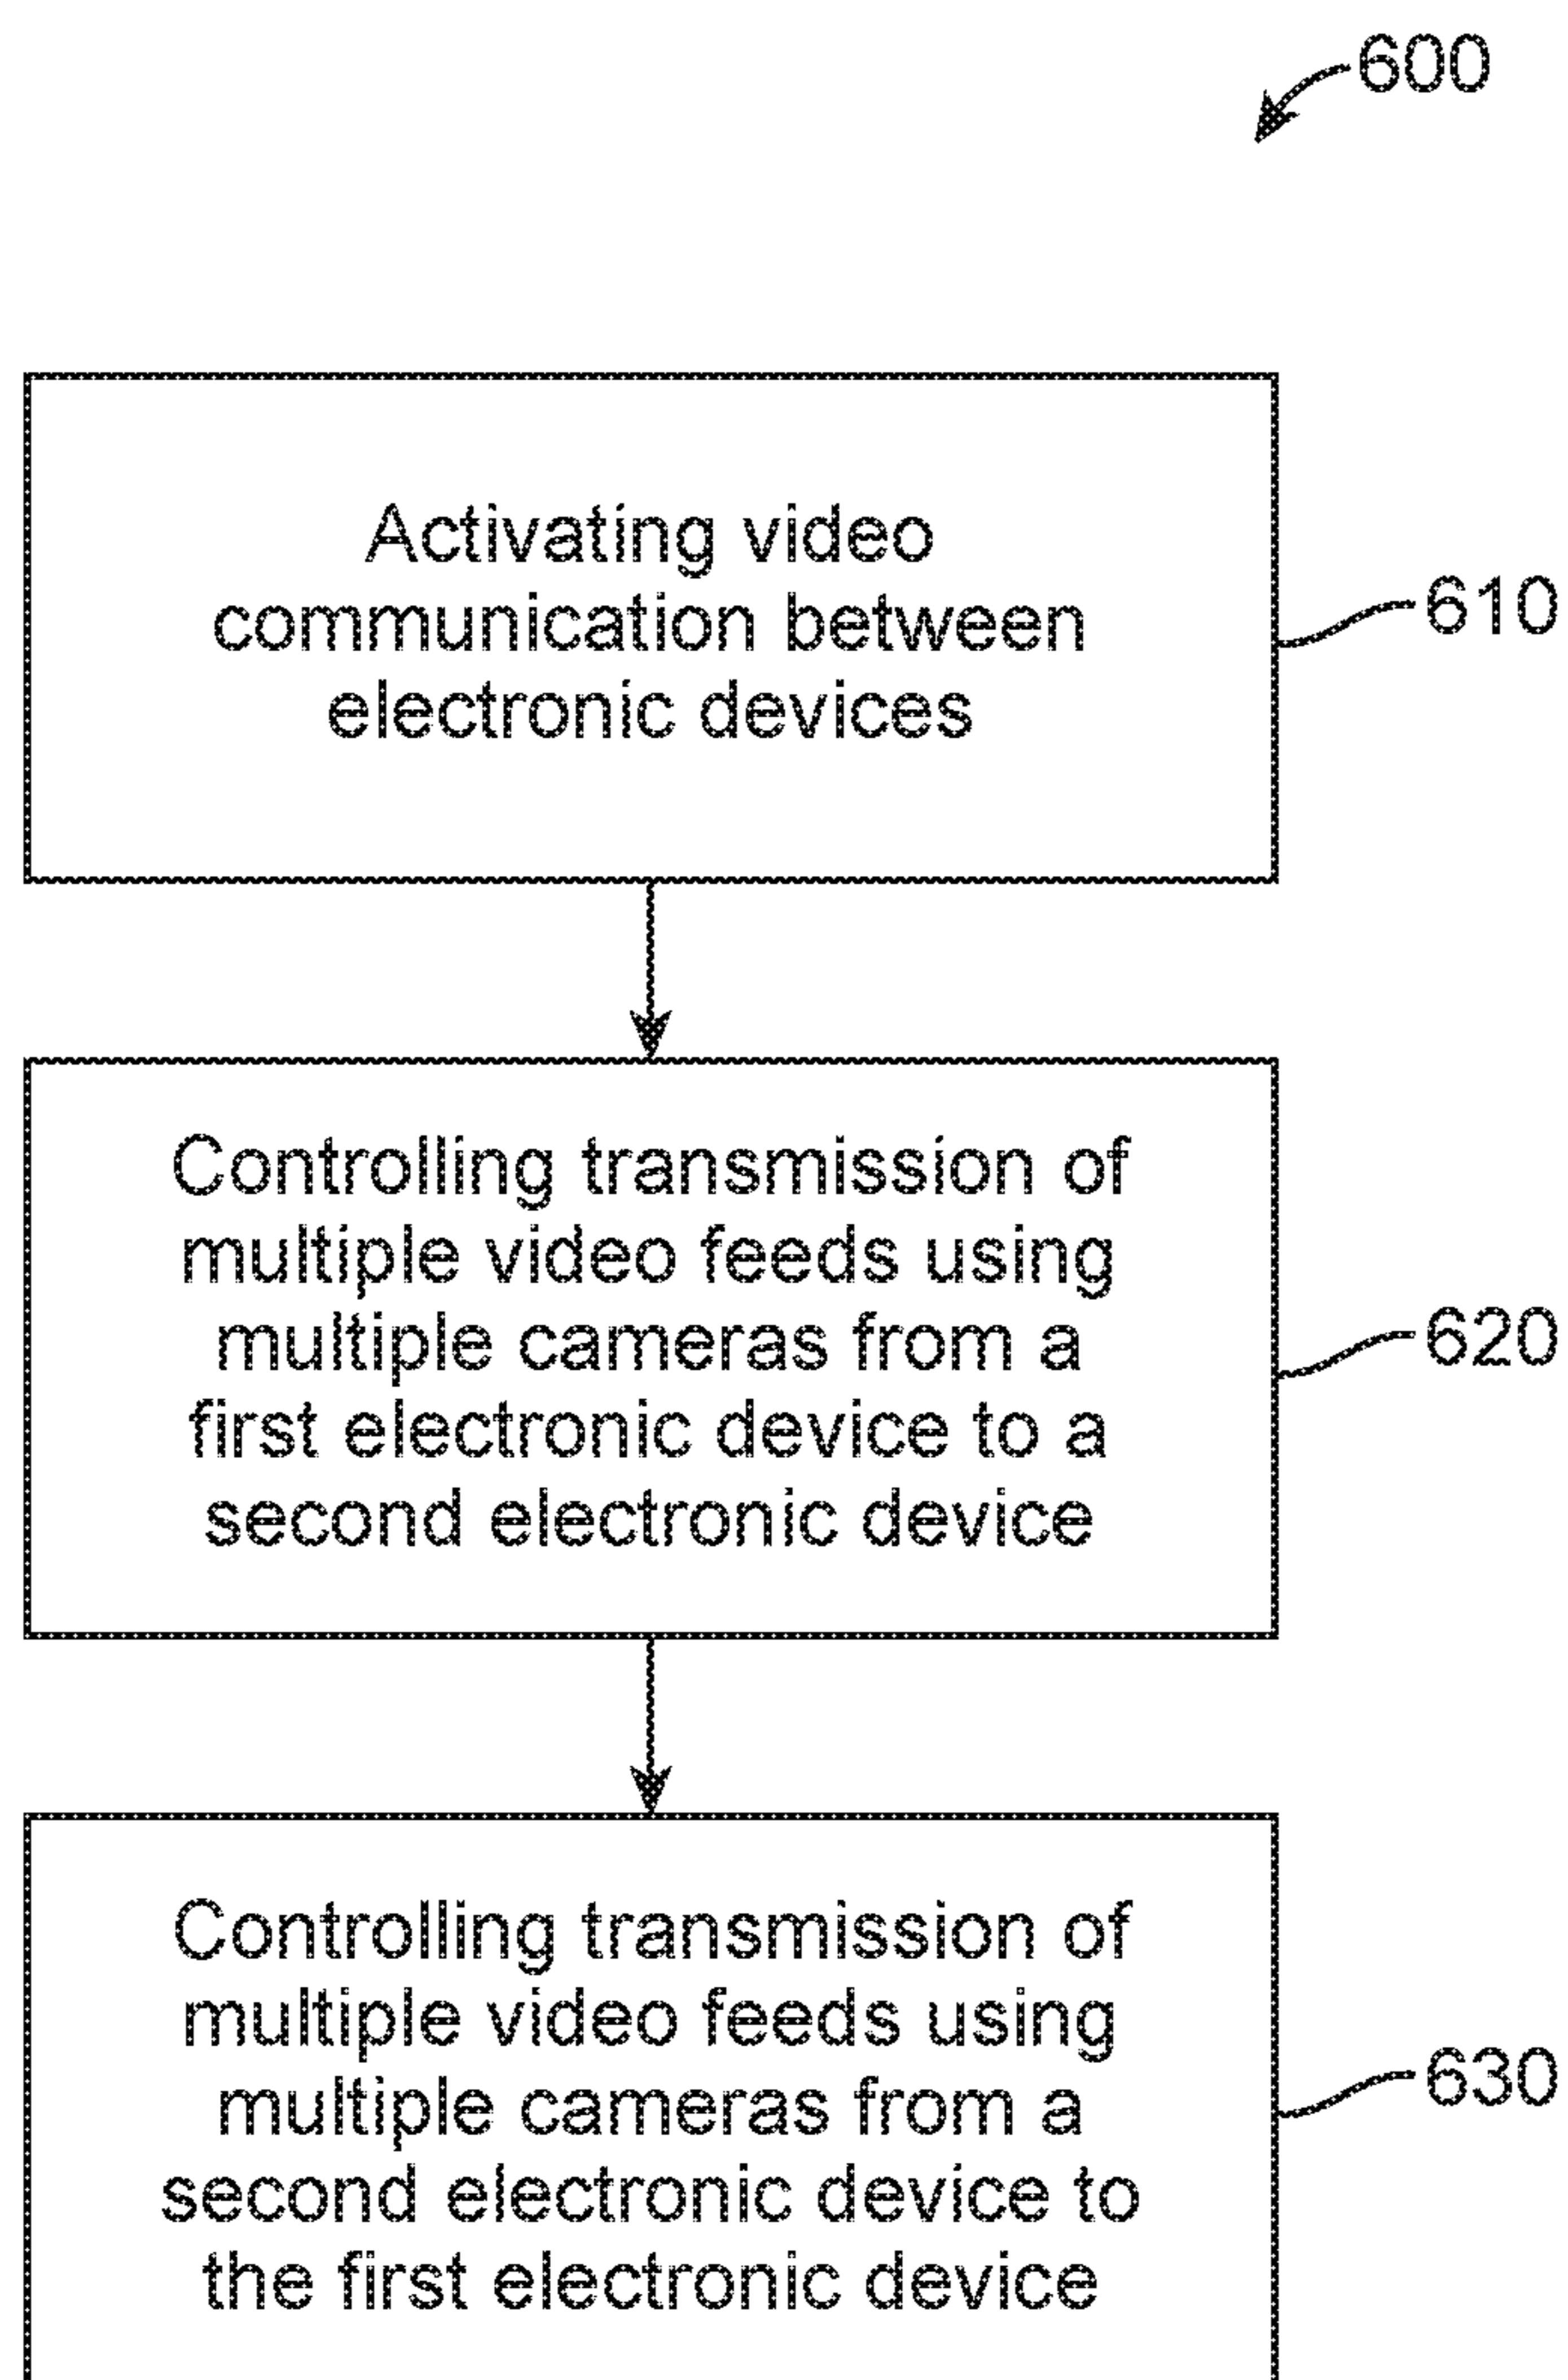 600
Activating video
communication between
electronic devices
610
Controlling transmission of
multiple video feeds using
multiple cameras from a
first electronic device to a
second electronic device
620
Controlling transmission of
multiple video feeds using
multiple cameras from a
second electronic device to
the first electronic device
630